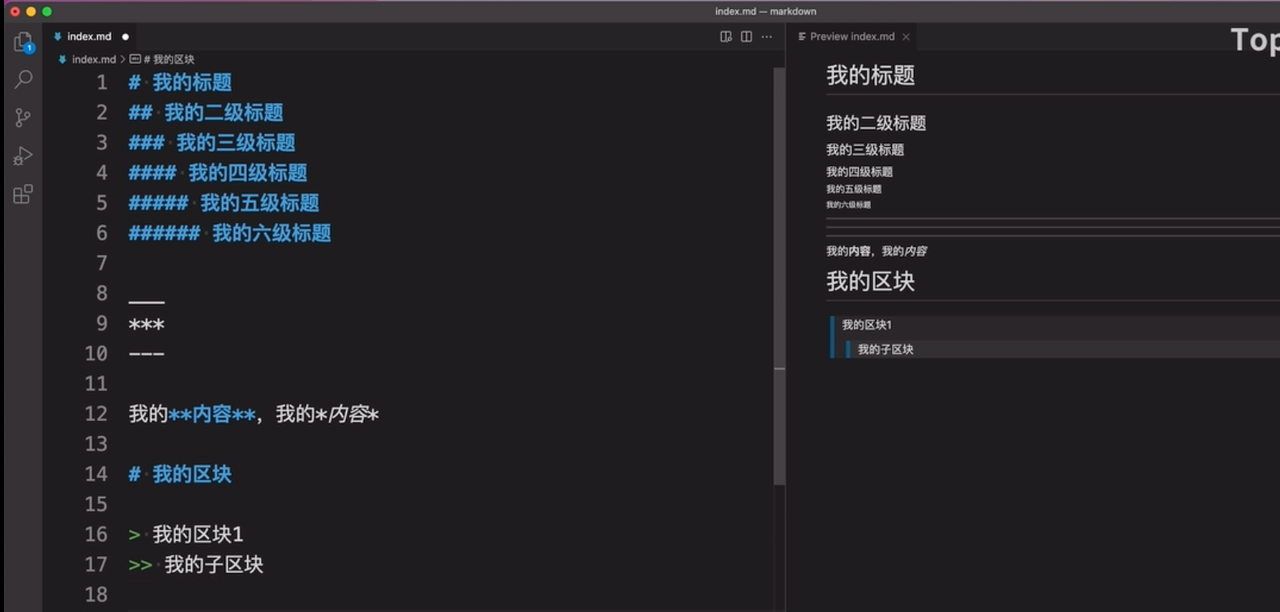 index.md — markdown
index.md
Preview index.md
Top
index.md > # 我的区块
1 # 我的标题
2 ## 我的二级标题
3 ### 我的三级标题
4 #### 我的四级标题
5 ##### 我的五级标题
6 ###### 我的六级标题
7
8 ___
9 ***
10 ---
11
12 我的**内容**，我的*内容*
13
14 # 我的区块
15
16 > 我的区块1
17 >> 我的子区块
18
我的标题
我的二级标题
我的三级标题
我的四级标题
我的五级标题
我的六级标题
我的内容，我的内容
我的区块
我的区块1
我的子区块
1